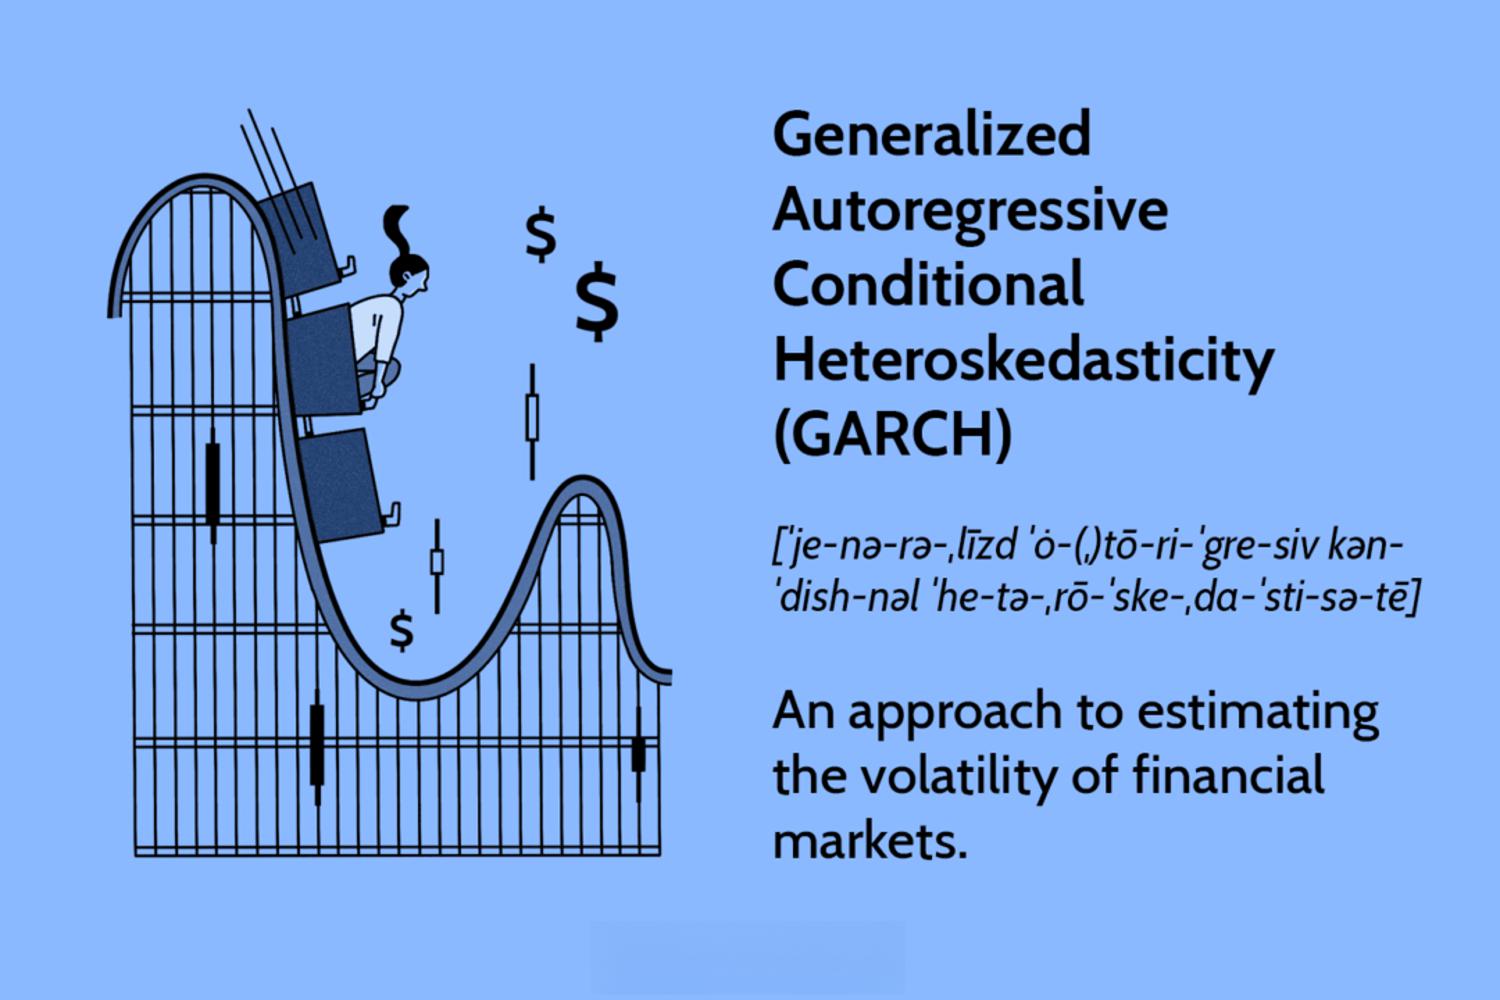 $
$
$
Generalized
Autoregressive
Conditional
Heteroskedasticity
(GARCH)
[ˈje-nə-rə-ˌlīzd ˈȯ-(ˌ)tō-ri-ˈgre-siv kən-
ˈdish-nəl ˈhe-tə-ˌrō-ˈske-ˌda-ˈsti-sə-tē]
An approach to estimating
the volatility of financial
markets.